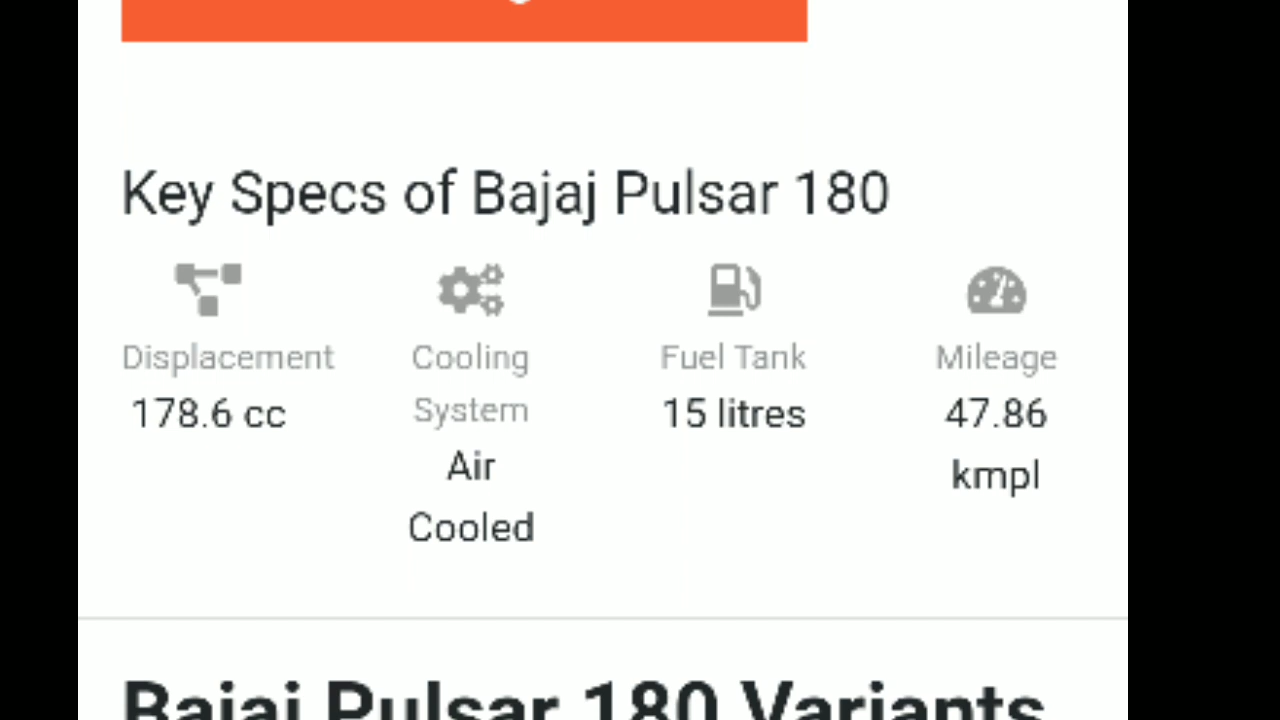 Key Specs of Bajaj Pulsar 180
Displacement
178.6 cc
Cooling
System
Air
Cooled
Fuel Tank
15 litres
Mileage
47.86
kmpl
Bajaj Pulsar 180 Variants